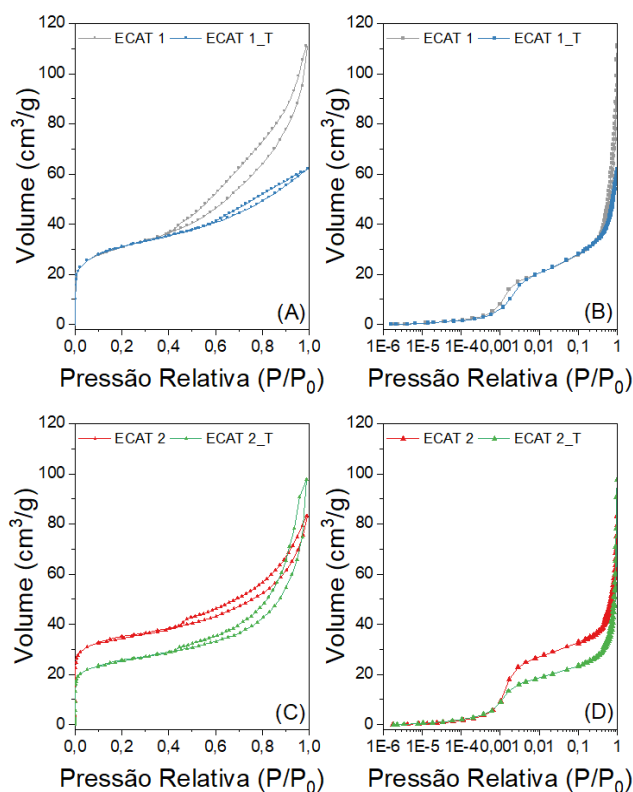 ECAT 1 ECAT 1_T
120
100
80
60
40
20
0
Volume (cm³/g)
0,0 0,2 0,4 0,6 0,8 1,0
Pressão Relativa (P/P₀)
(A)
ECAT 1 ECAT 1_T
120
100
80
60
40
20
0
Volume (cm³/g)
1E-6 1E-5 1E-4 0,001 0,01 0,1 1
Pressão Relativa (P/P₀)
(B)
ECAT 2 ECAT 2_T
120
100
80
60
40
20
0
Volume (cm³/g)
0,0 0,2 0,4 0,6 0,8 1,0
Pressão Relativa (P/P₀)
(C)
ECAT 2 ECAT 2_T
120
100
80
60
40
20
0
Volume (cm³/g)
1E-6 1E-5 1E-4 0,001 0,01 0,1 1
Pressão Relativa (P/P₀)
(D)